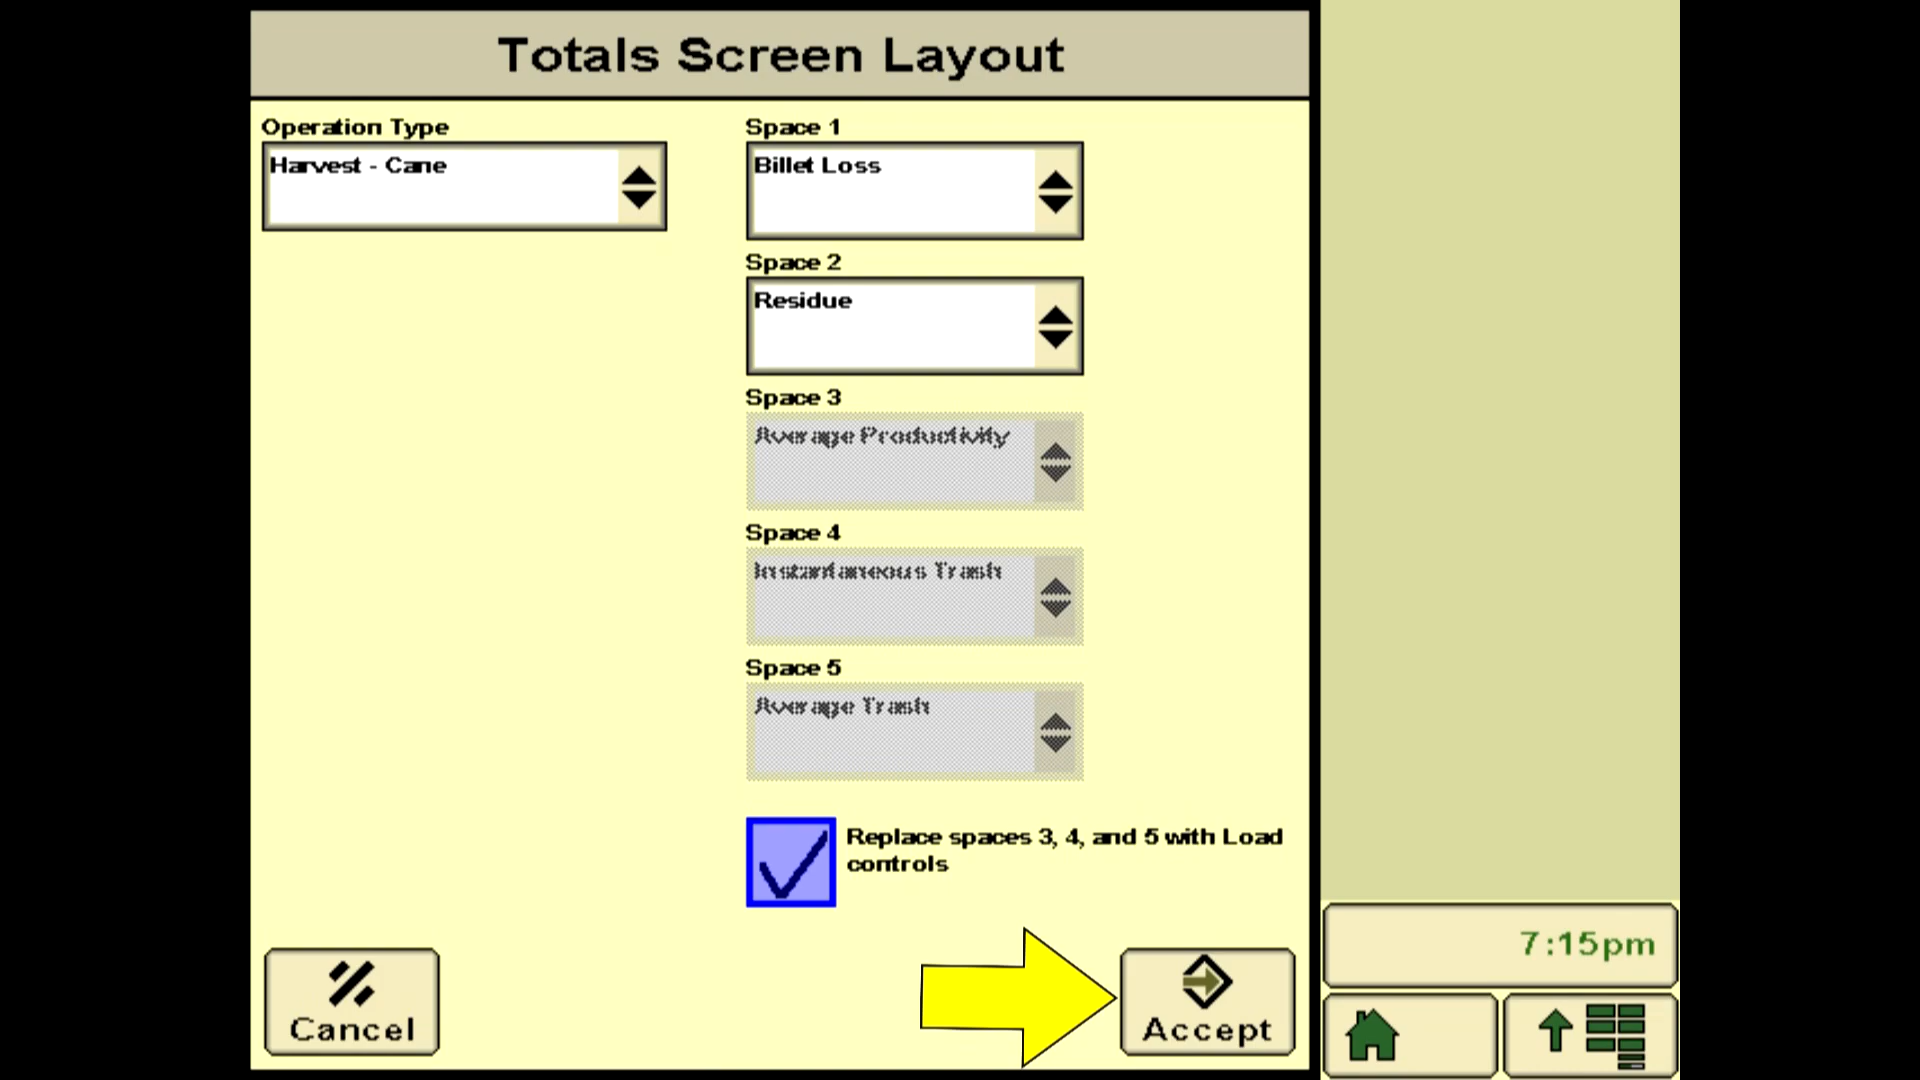 Totals Screen Layout
Operation Type
Harvest - Cane
Space 1
Billet Loss
Space 2
Residue
Space 3
Average Productivity
Space 4
Instantaneous Trash
Space 5
Average Trash
Replace spaces 3, 4, and 5 with Load
controls
Cancel
Accept
7:15pm